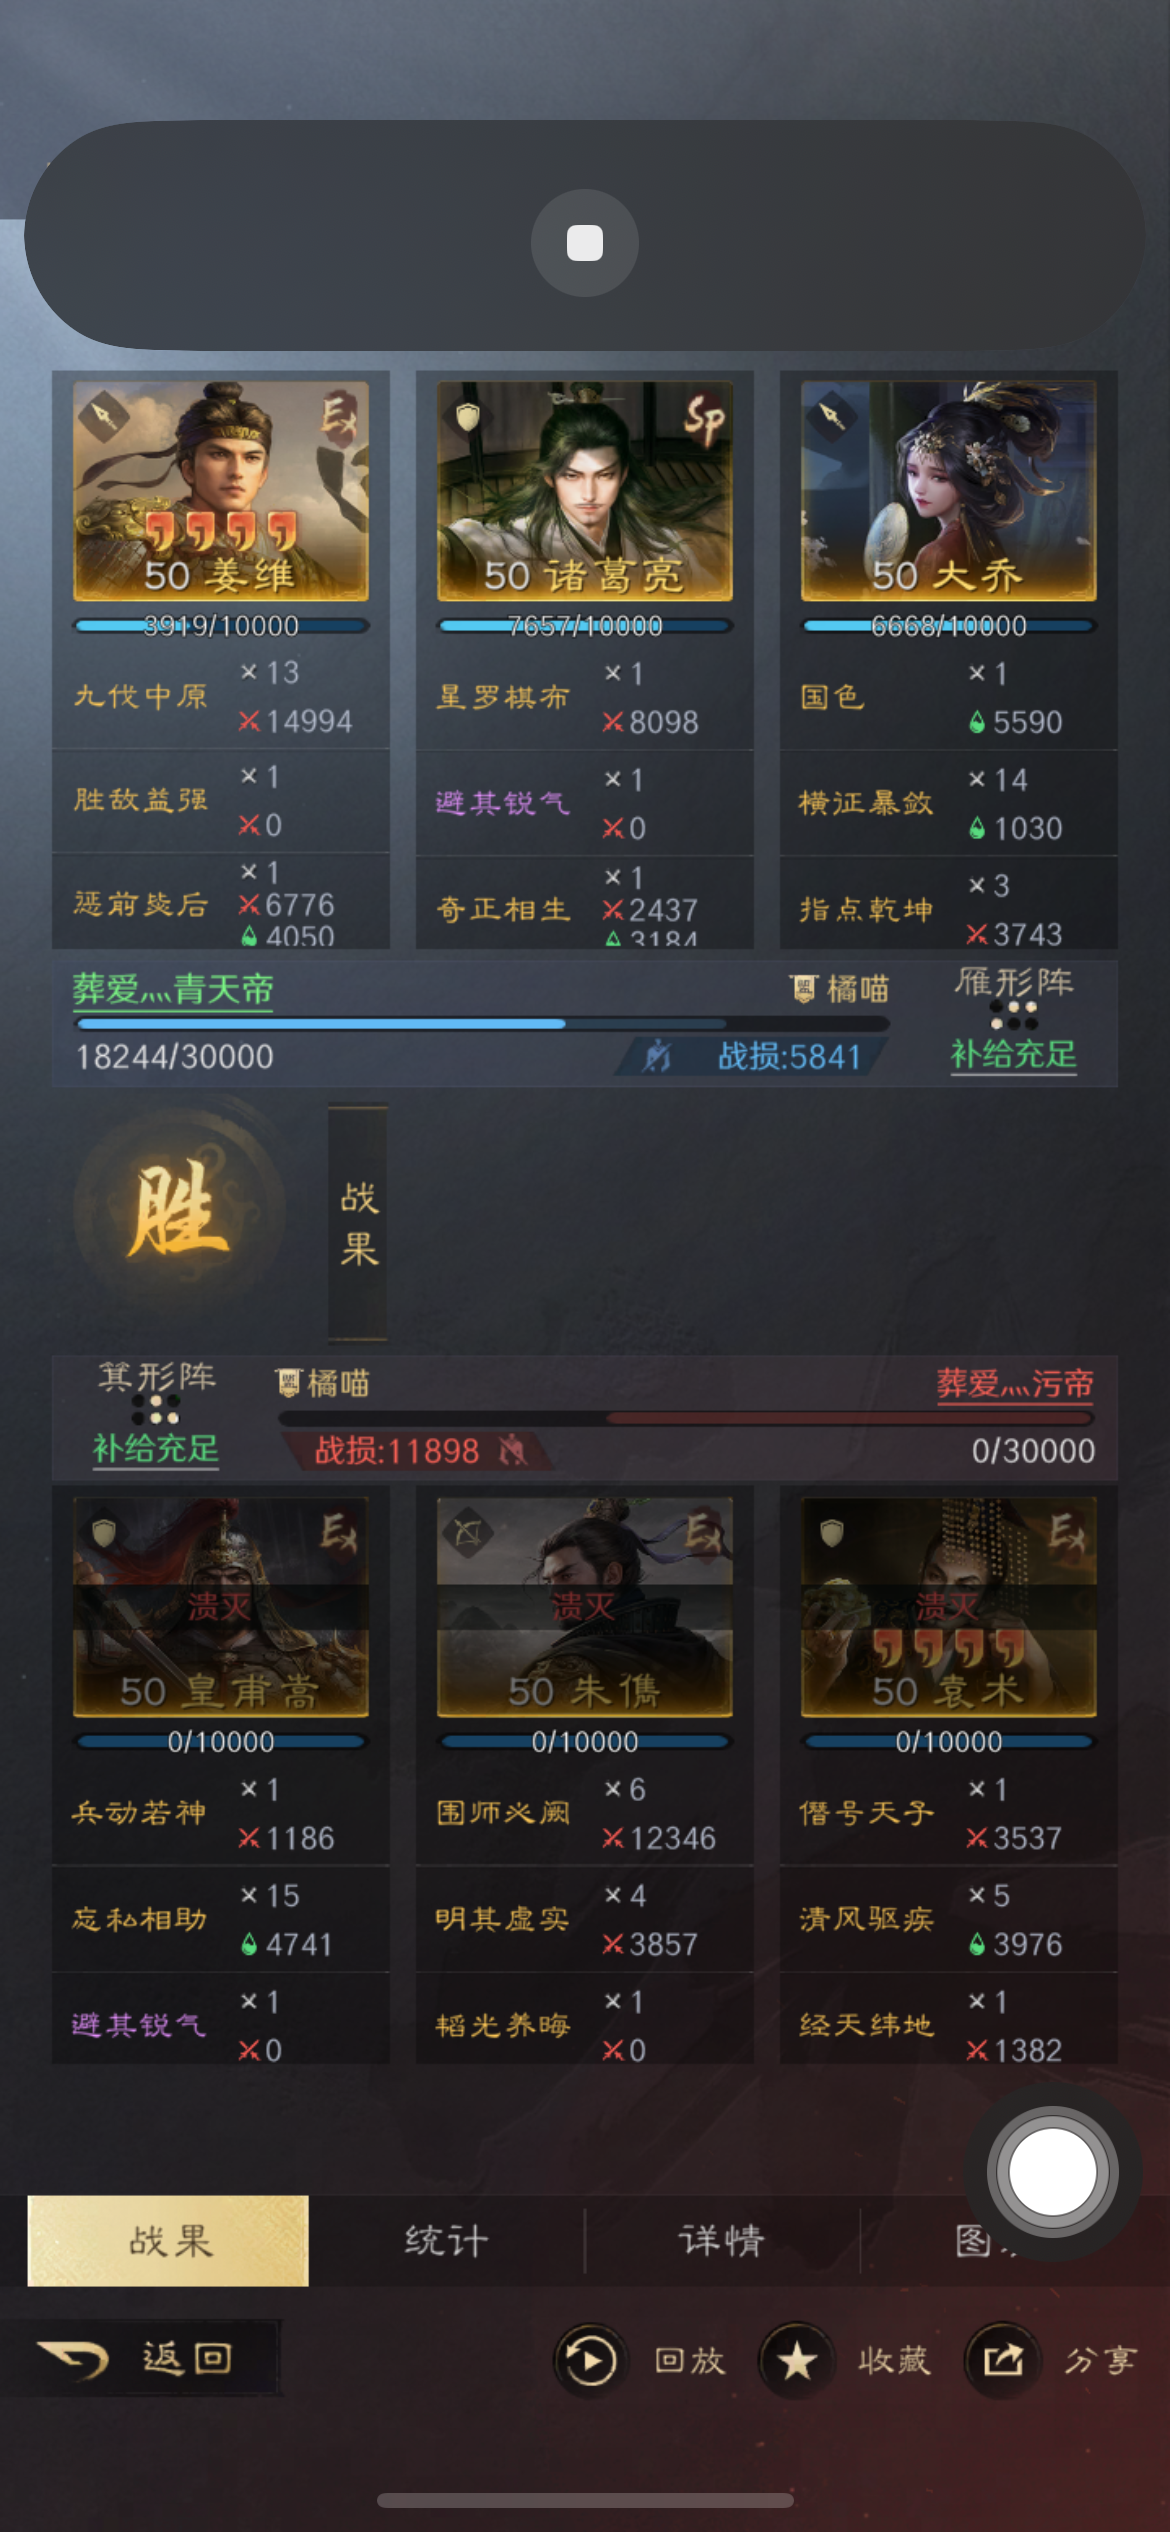 Ex
Sp
50 姜维
50 诸葛亮
50 大乔
3919/10000
7657/10000
6668/10000
九伐中原
×13
14994
星罗棋布
×1
8098
国色
×1
5590
胜敌益强
×1
0
避其锐气
×1
0
横征暴敛
×14
1030
惩前毖后
×1
6776
4050
奇正相生
×1
2437
3184
指点乾坤
×3
3743
葬爱灬青天帝
橘喵
雁形阵
18244/30000
战损:5841
补给充足
胜
战果
箕形阵
橘喵
葬爱灬污帝
补给充足
战损:11898
0/30000
Ex
Ex
Ex
溃灭
溃灭
溃灭
50 皇甫嵩
50 朱儁
50 袁术
0/10000
0/10000
0/10000
兵动若神
×1
1186
围师必阙
×6
12346
僭号天子
×1
3537
忘私相助
×15
4741
明其虚实
×4
3857
清风驱疾
×5
3976
避其锐气
×1
0
韬光养晦
×1
0
经天纬地
×1
1382
战果
统计
详情
图
返回
回放
收藏
分享